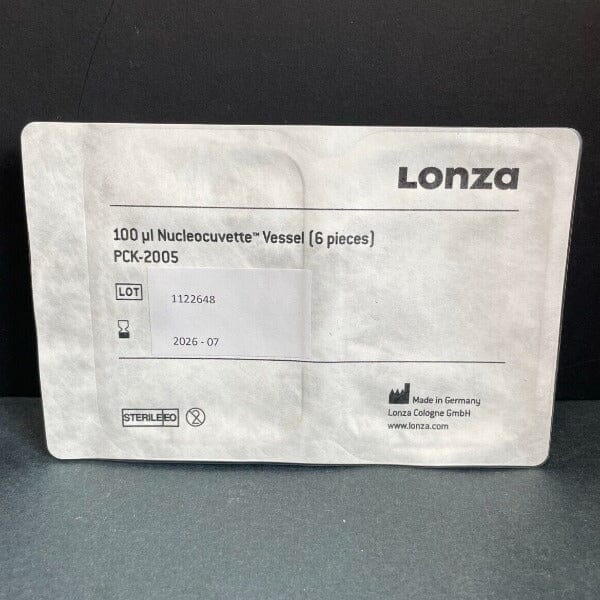 Lonza
100 µl Nucleocuvette™ Vessel (6 pieces)
PCK-2005
LOT
1122648
2026 - 07
STERILE EO
2
Made in Germany
Lonza Cologne GmbH
www.lonza.com